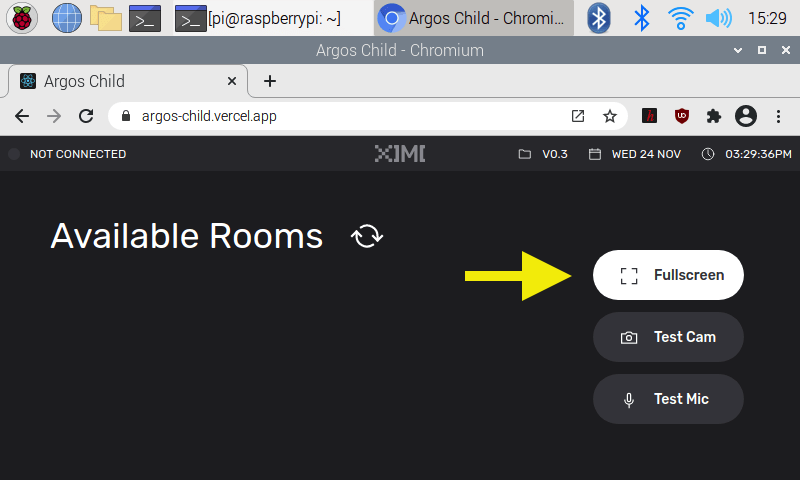 [pi@raspberrypi: ~]
Argos Child - Chromi...
15:29
Argos Child - Chromium
Argos Child
argos-child.vercel.app
NOT CONNECTED
XIMI
V0.3
WED 24 NOV
03:29:36PM
Available Rooms
Fullscreen
Test Cam
Test Mic